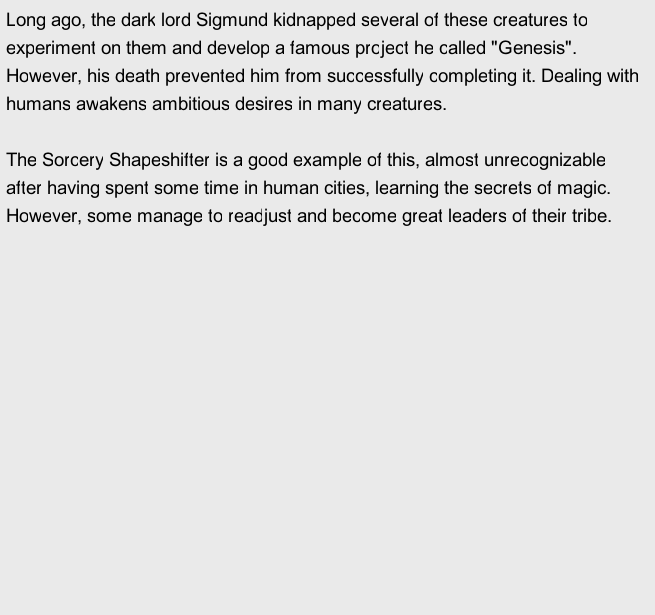 Long ago, the dark lord Sigmund kidnapped several of these creatures to
experiment on them and develop a famous project he called "Genesis".
However, his death prevented him from successfully completing it. Dealing with
humans awakens ambitious desires in many creatures.
The Sorcery Shapeshifter is a good example of this, almost unrecognizable
after having spent some time in human cities, learning the secrets of magic.
However, some manage to readjust and become great leaders of their tribe.